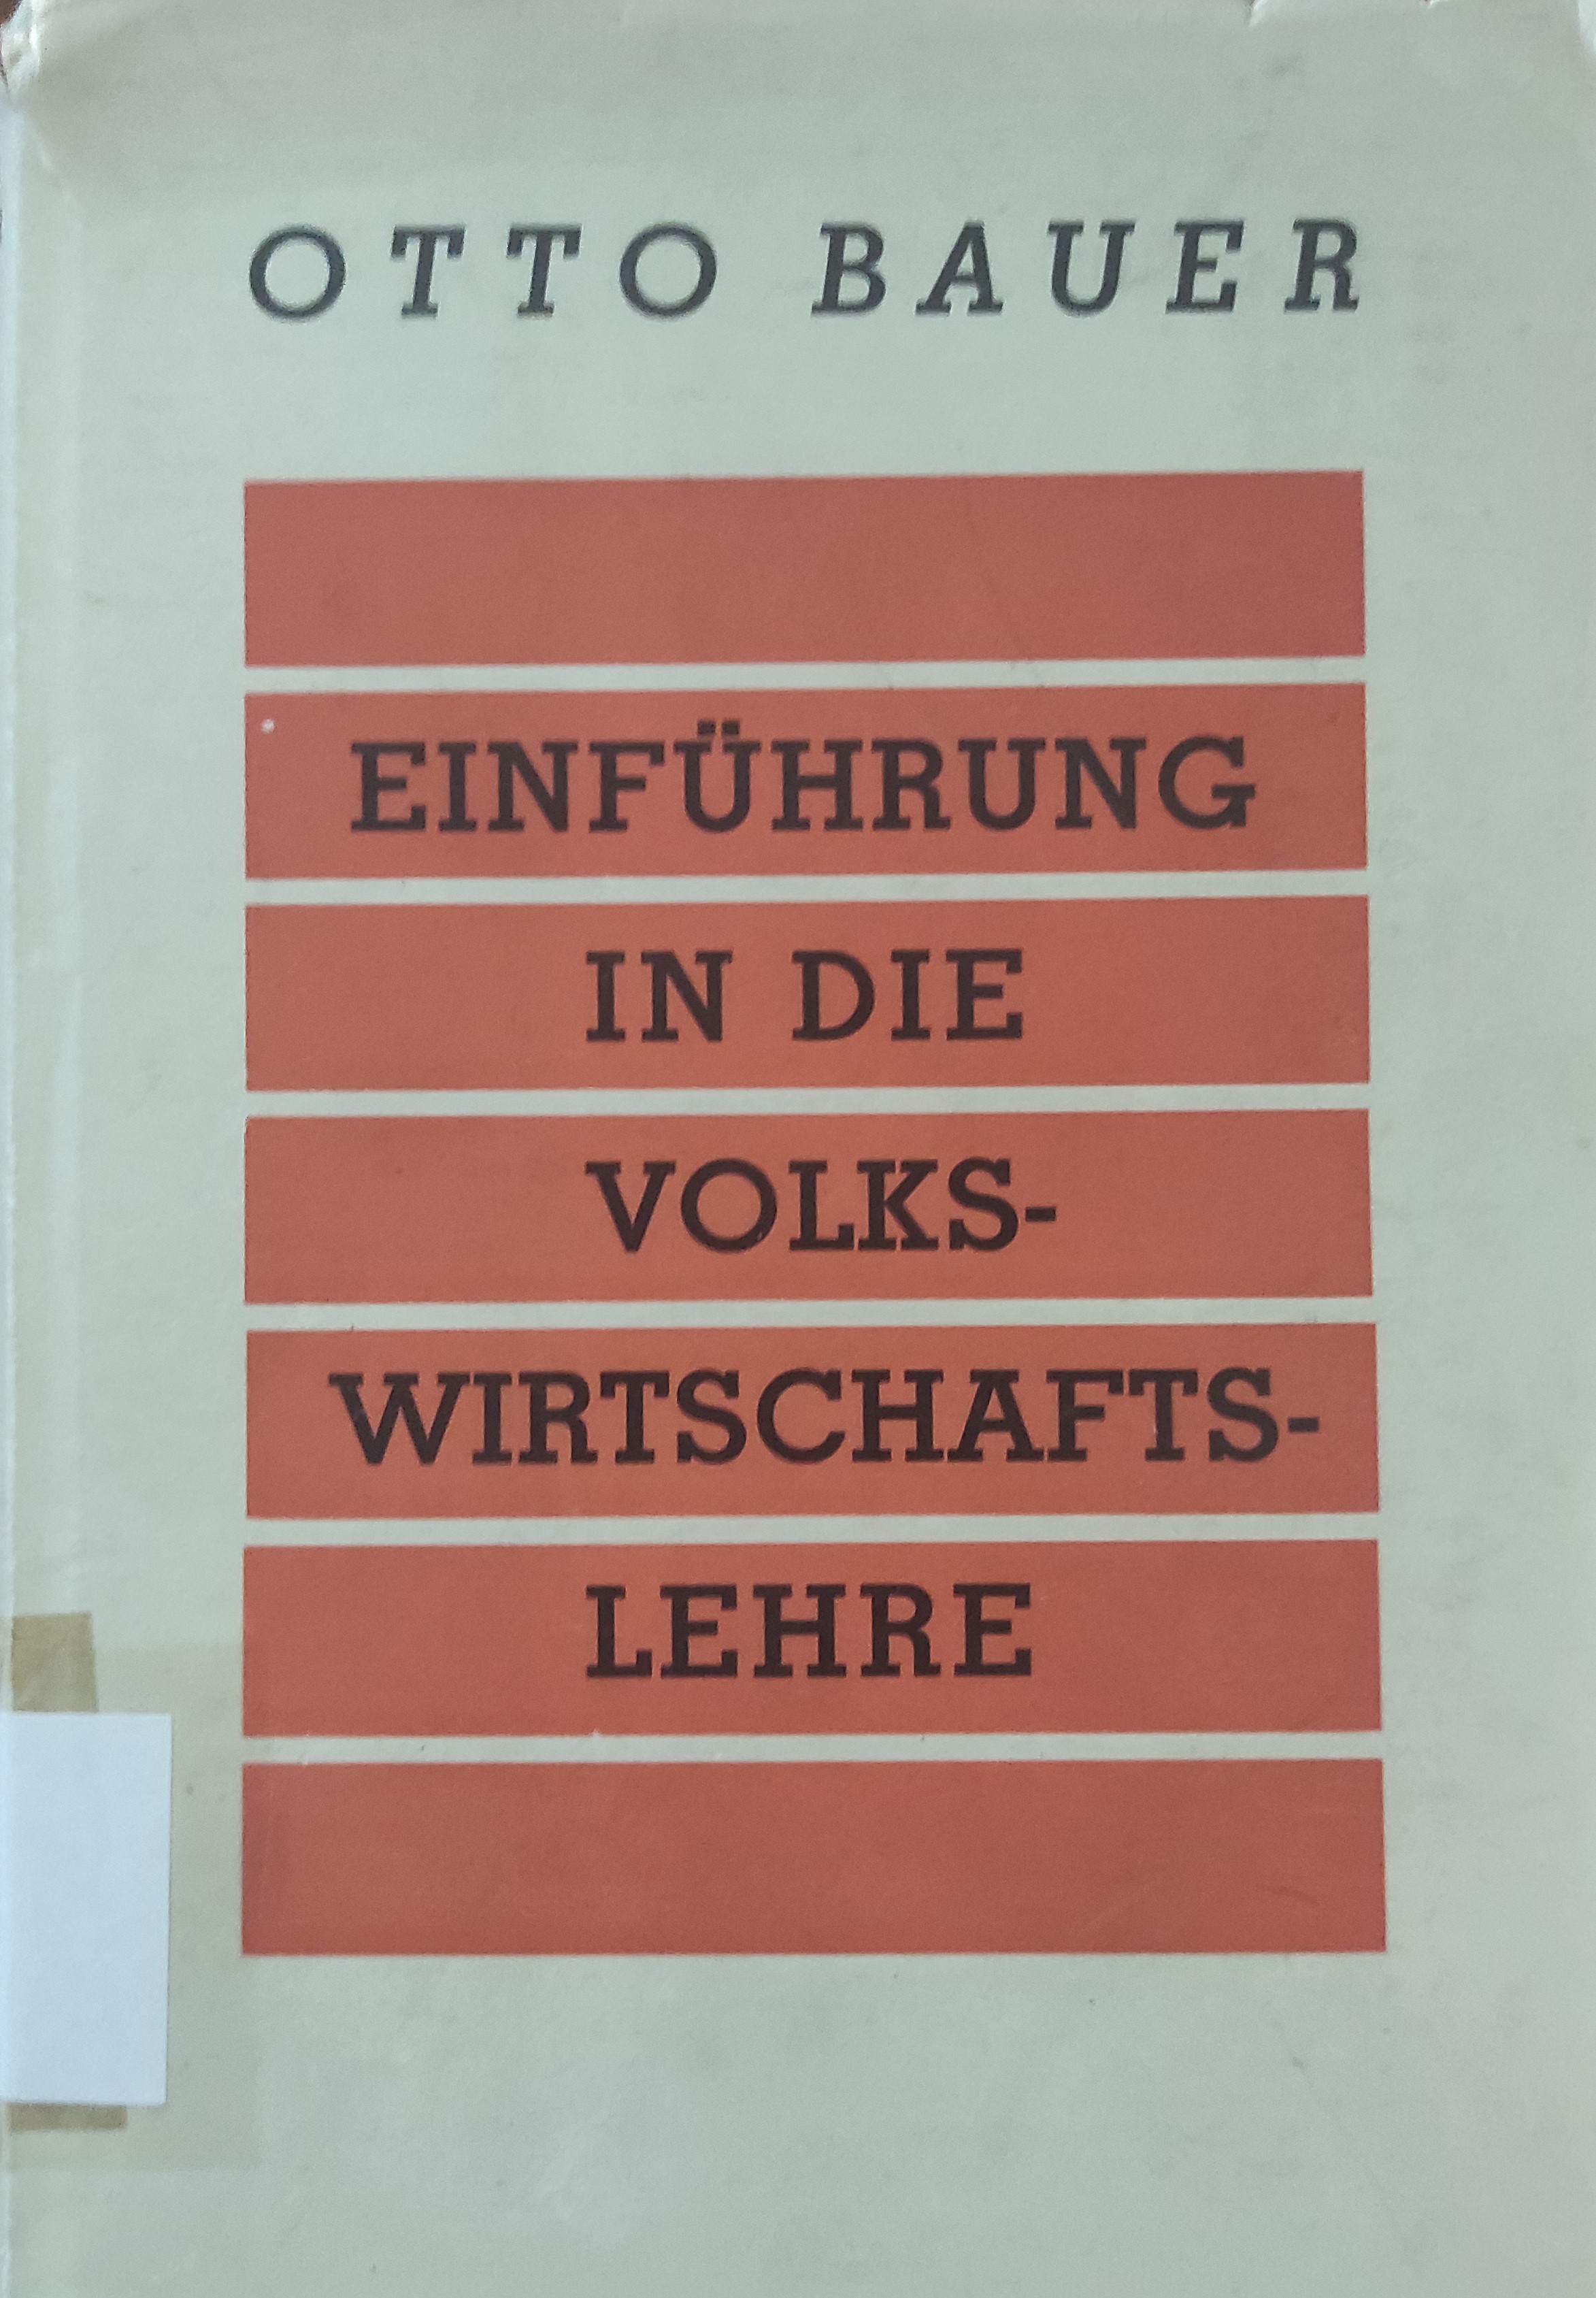 OTTO BAUER
EINFÜHRUNG
IN DIE
VOLKS-
WIRTSCHAFTS-
LEHRE